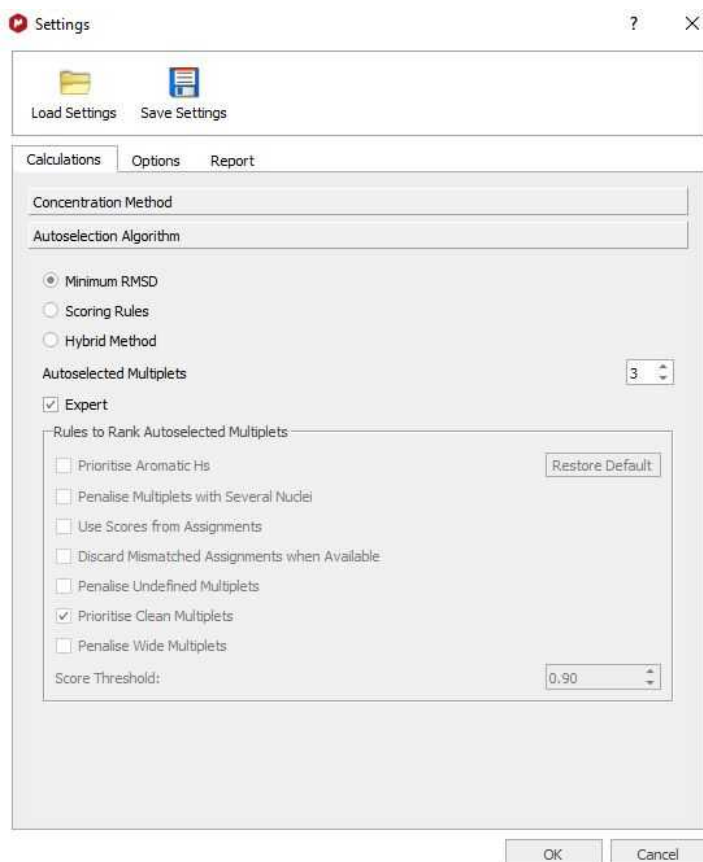 Settings
?
Load Settings Save Settings
Calculations Options Report
Concentration Method
Autoselection Algorithm
Minimum RMSD
Scoring Rules
Hybrid Method
Autoselected Multiplets 3
Expert
Rules to Rank Autoselected Multiplets
Prioritise Aromatic Hs Restore Default
Penalise Multiplets with Several Nuclei
Use Scores from Assignments
Discard Mismatched Assignments when Available
Penalise Undefined Multiplets
Prioritise Clean Multiplets
Penalise Wide Multiplets
Score Threshold: 0.90
OK Cancel